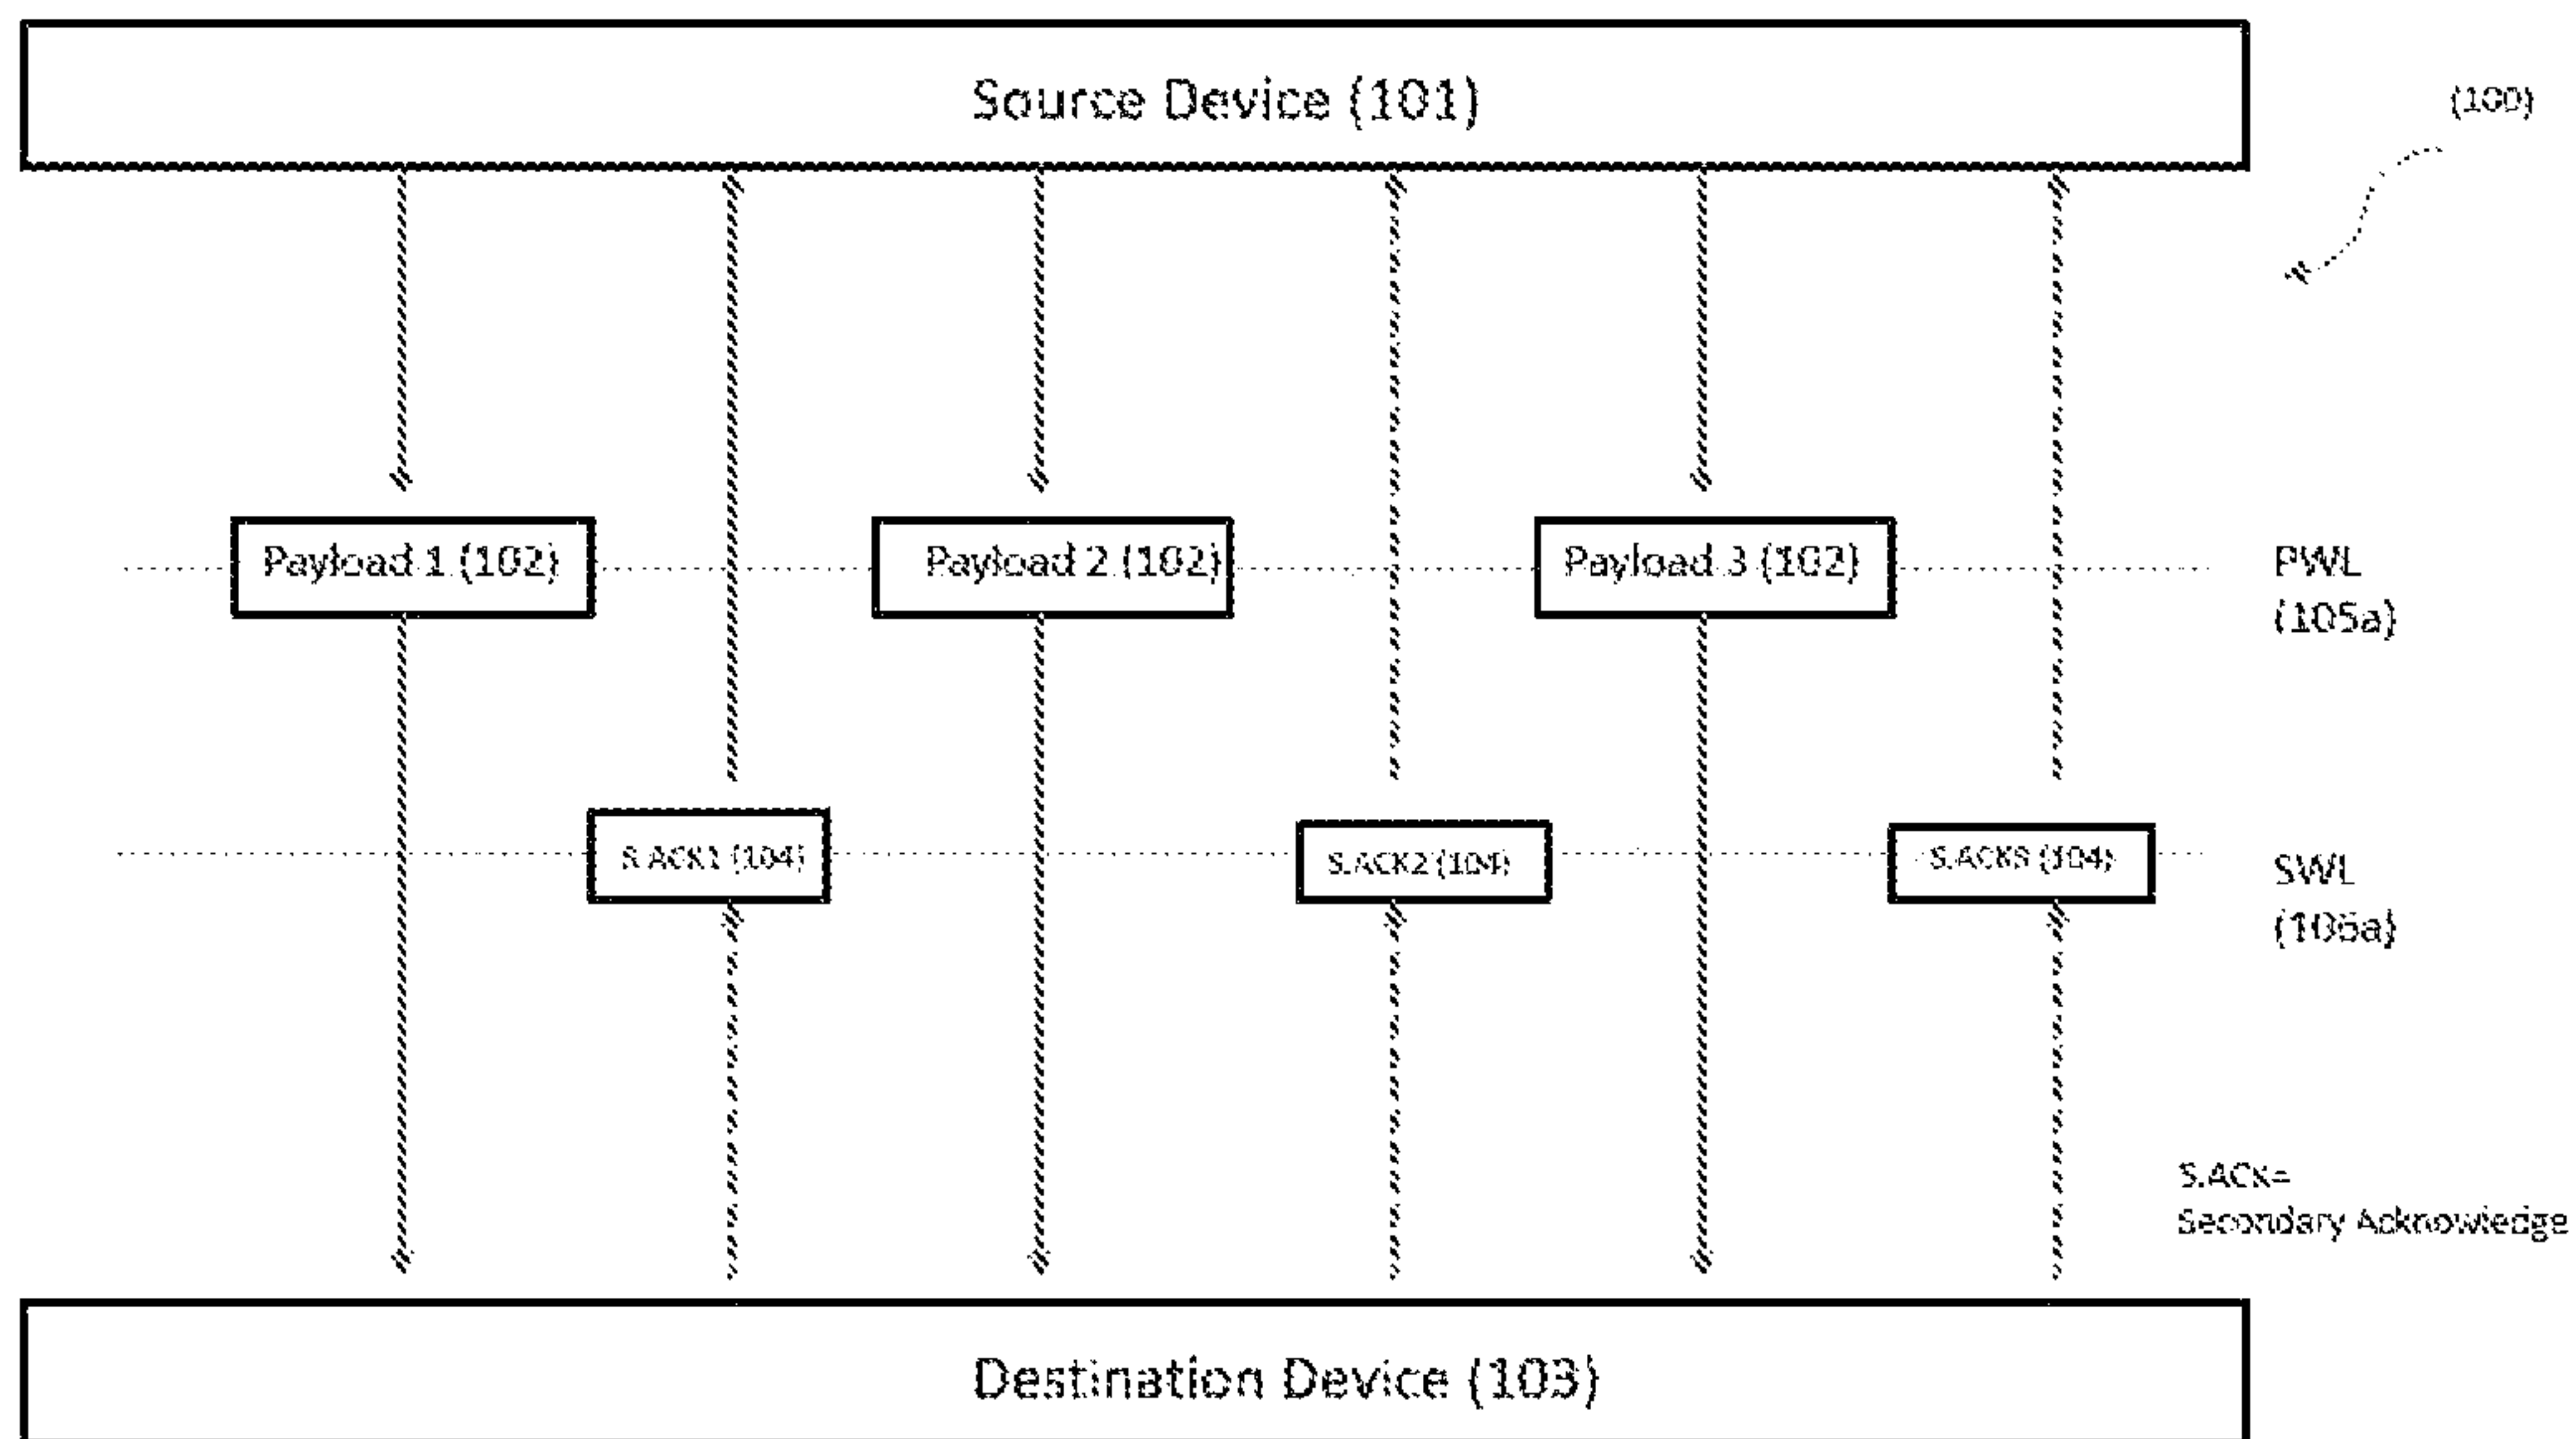 Source Device (101)
(100)
Payload 1 (102)
Payload 2 (102)
Payload 3 (102)
PWL
(105a)
S.ACK1 (104)
S.ACK2 (104)
S.ACK3 (104)
SWL
(106a)
S.ACK=
Secondary Acknowledge
Destination Device (103)